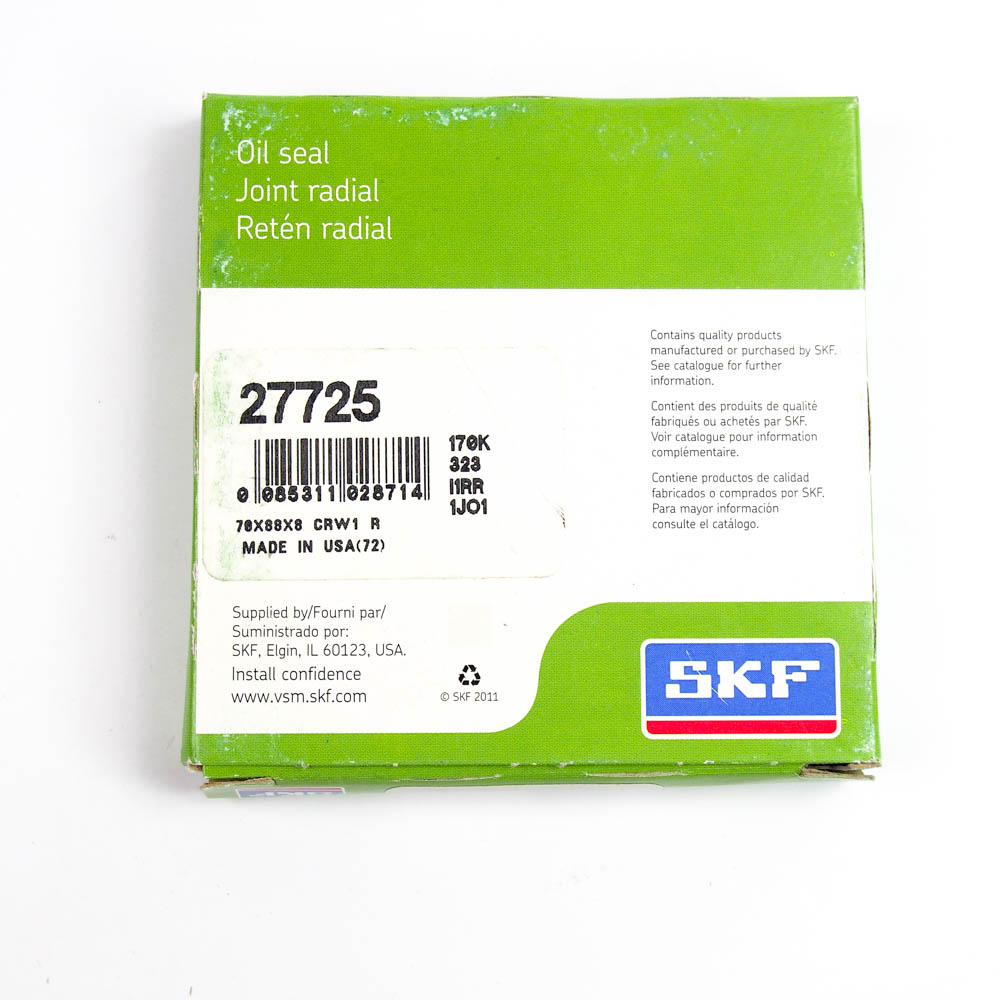 Oil seal
Joint radial
Retén radial
Contains quality products
manufactured or purchased by SKF.
See catalogue for further
information.
Contient des produits de qualité
fabriqués ou achetés par SKF.
Voir catalogue pour information
complémentaire.
Contiene productos de calidad
fabricados o comprados por SKF.
Para mayor información
consulte el catálogo.
27725
0 085311 028714
170K
323
I1RR
1JO1
70X88X8 CRW1 R
MADE IN USA(72)
Supplied by/Fourni par/
Suministrado por:
SKF, Elgin, IL 60123, USA.
Install confidence
www.vsm.skf.com
© SKF 2011
SKF
SKF